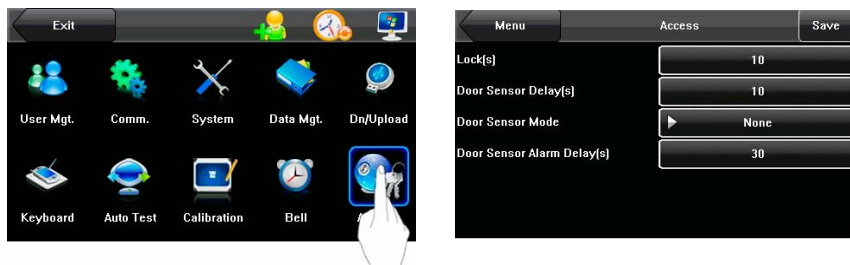 Exit
User Mgt. Comm. System Data Mgt. Dn/Upload
Keyboard Auto Test Calibration Bell
Menu Access Save
Lock(s) 10
Door Sensor Delay(s) 10
Door Sensor Mode None
Door Sensor Alarm Delay(s) 30